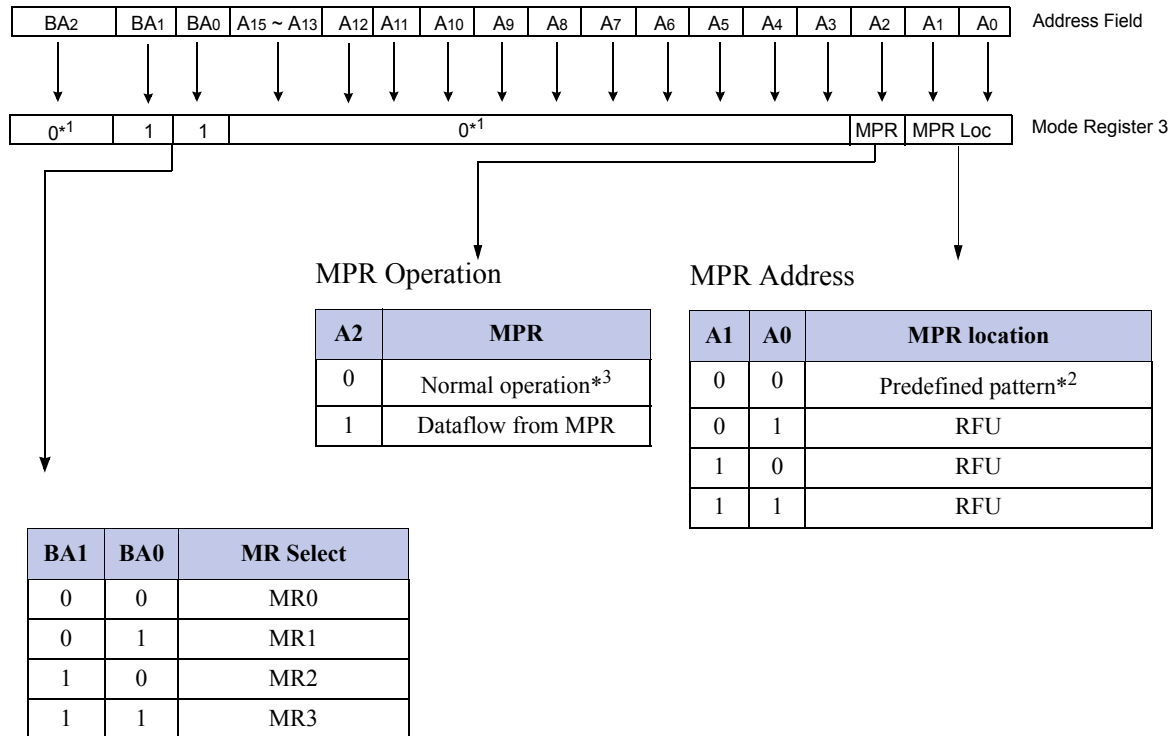 BA2 BA1 BA0 A15 ~ A13 A12 A11 A10 A9 A8 A7 A6 A5 A4 A3 A2 A1 A0 Address Field
0*1 1 1 0*1 MPR MPR Loc Mode Register 3
MPR Operation
A2 MPR
0 Normal operation*3
1 Dataflow from MPR
MPR Address
A1 A0 MPR location
0 0 Predefined pattern*2
0 1 RFU
1 0 RFU
1 1 RFU
BA1 BA0 MR Select
0 0 MR0
0 1 MR1
1 0 MR2
1 1 MR3